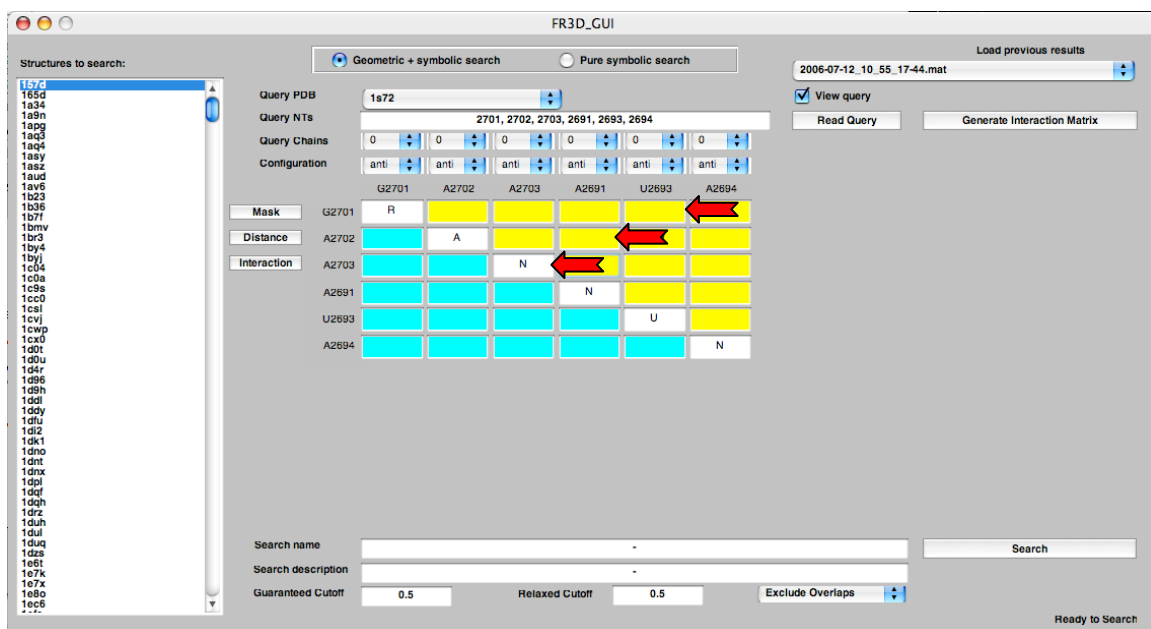 FR3D_GUI
Structures to search:
Geometric + symbolic search
Pure symbolic search
Load previous results
2006-07-12_10_55_17-44.mat
View query
Read Query
Generate Interaction Matrix
Query PDB
1s72
Query NTs
2701, 2702, 2703, 2691, 2693, 2694
Query Chains
0 0 0 0 0 0
Configuration
anti anti anti anti anti anti
G2701 A2702 A2703 A2691 U2693 A2694
Mask
G2701 R
Distance
A2702 A
Interaction
A2703 N
A2691 N
U2693 U
A2694 N
157d
165d
1a34
1a9n
1apg
1aq3
1aq4
1asy
1asz
1aud
1av6
1b23
1b36
1b7f
1bmv
1br3
1by4
1byj
1c04
1c0a
1c9s
1cc0
1csl
1cvj
1cwp
1cx0
1d0t
1d0u
1d4r
1d96
1d9h
1ddl
1ddy
1dfu
1di2
1dk1
1dno
1dnt
1dnx
1dpl
1dqf
1dqh
1drz
1duh
1dul
1duq
1dzs
1e6t
1e7k
1e7x
1e8o
1ec6
Search name
-
Search
Search description
-
Guaranteed Cutoff
0.5
Relaxed Cutoff
0.5
Exclude Overlaps
Ready to Search